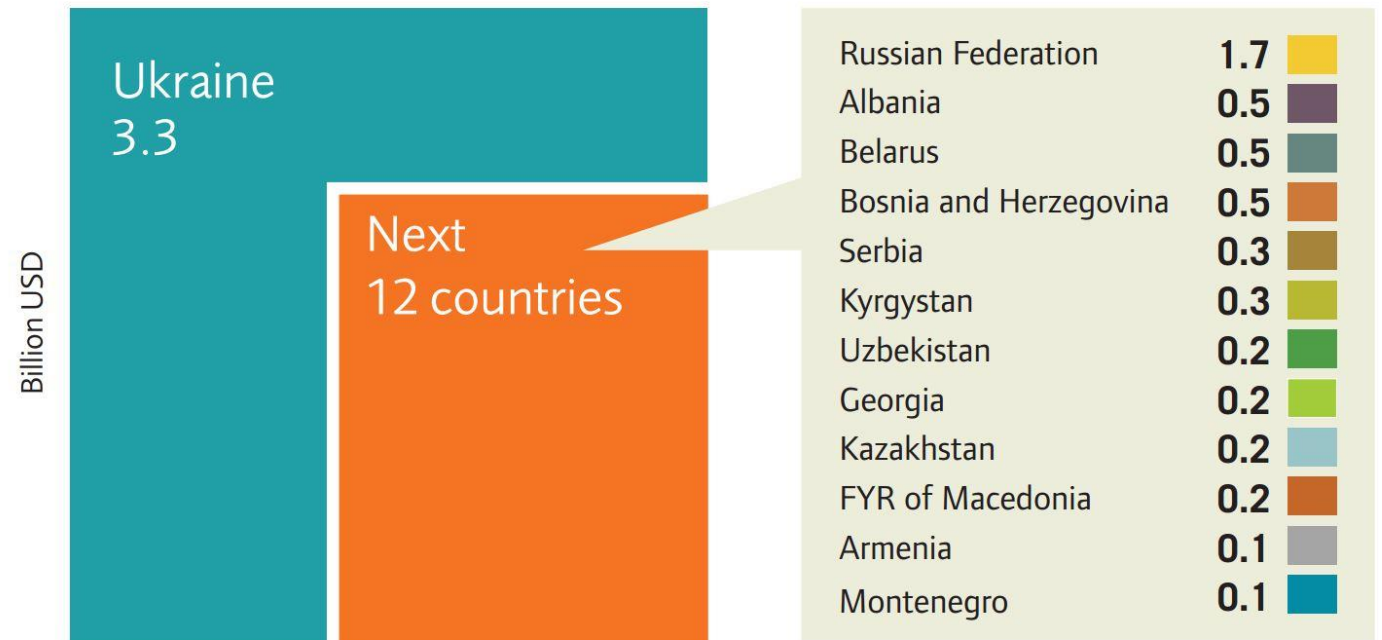 Billion USD
Ukraine
3.3
Next
12 countries
Russian Federation 1.7
Albania 0.5
Belarus 0.5
Bosnia and Herzegovina 0.5
Serbia 0.3
Kyrgystan 0.3
Uzbekistan 0.2
Georgia 0.2
Kazakhstan 0.2
FYR of Macedonia 0.2
Armenia 0.1
Montenegro 0.1